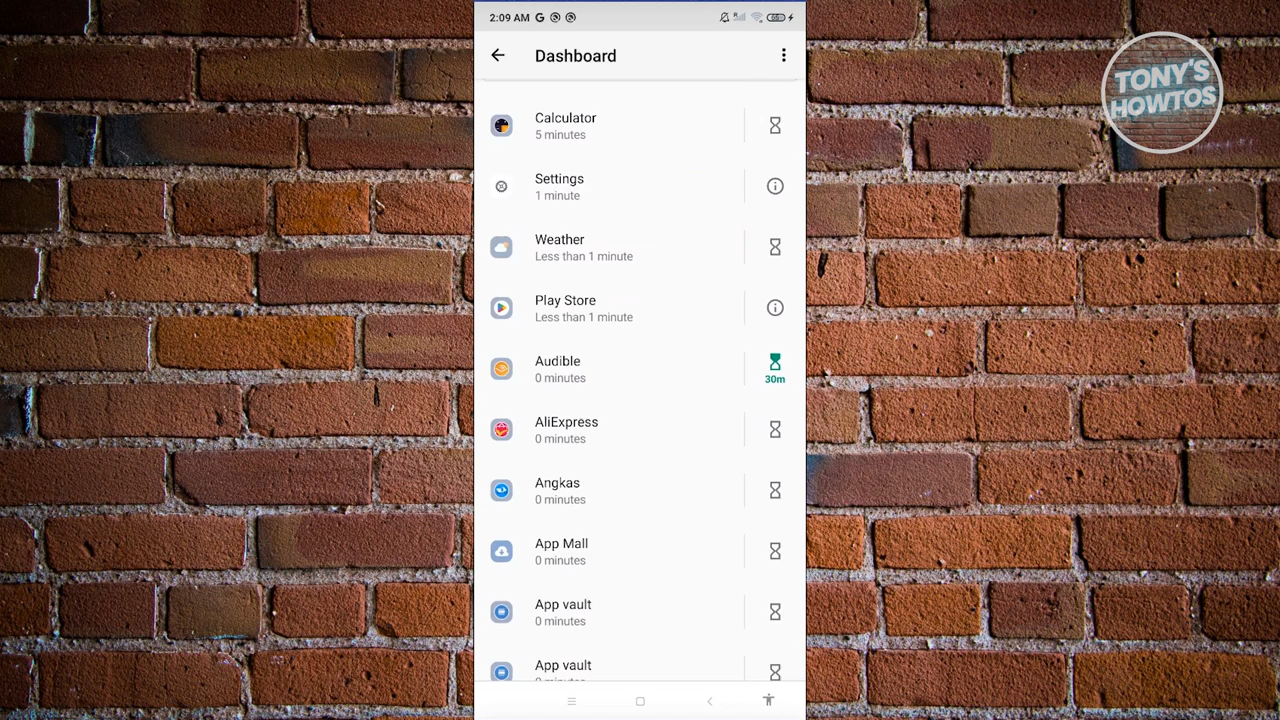 2:09 AM
Dashboard
TONY'S
HOWTOS
Calculator
5 minutes
Settings
1 minute
Weather
Less than 1 minute
Play Store
Less than 1 minute
Audible
0 minutes
30m
AliExpress
0 minutes
Angkas
0 minutes
App Mall
0 minutes
App vault
0 minutes
App vault
0 minutes